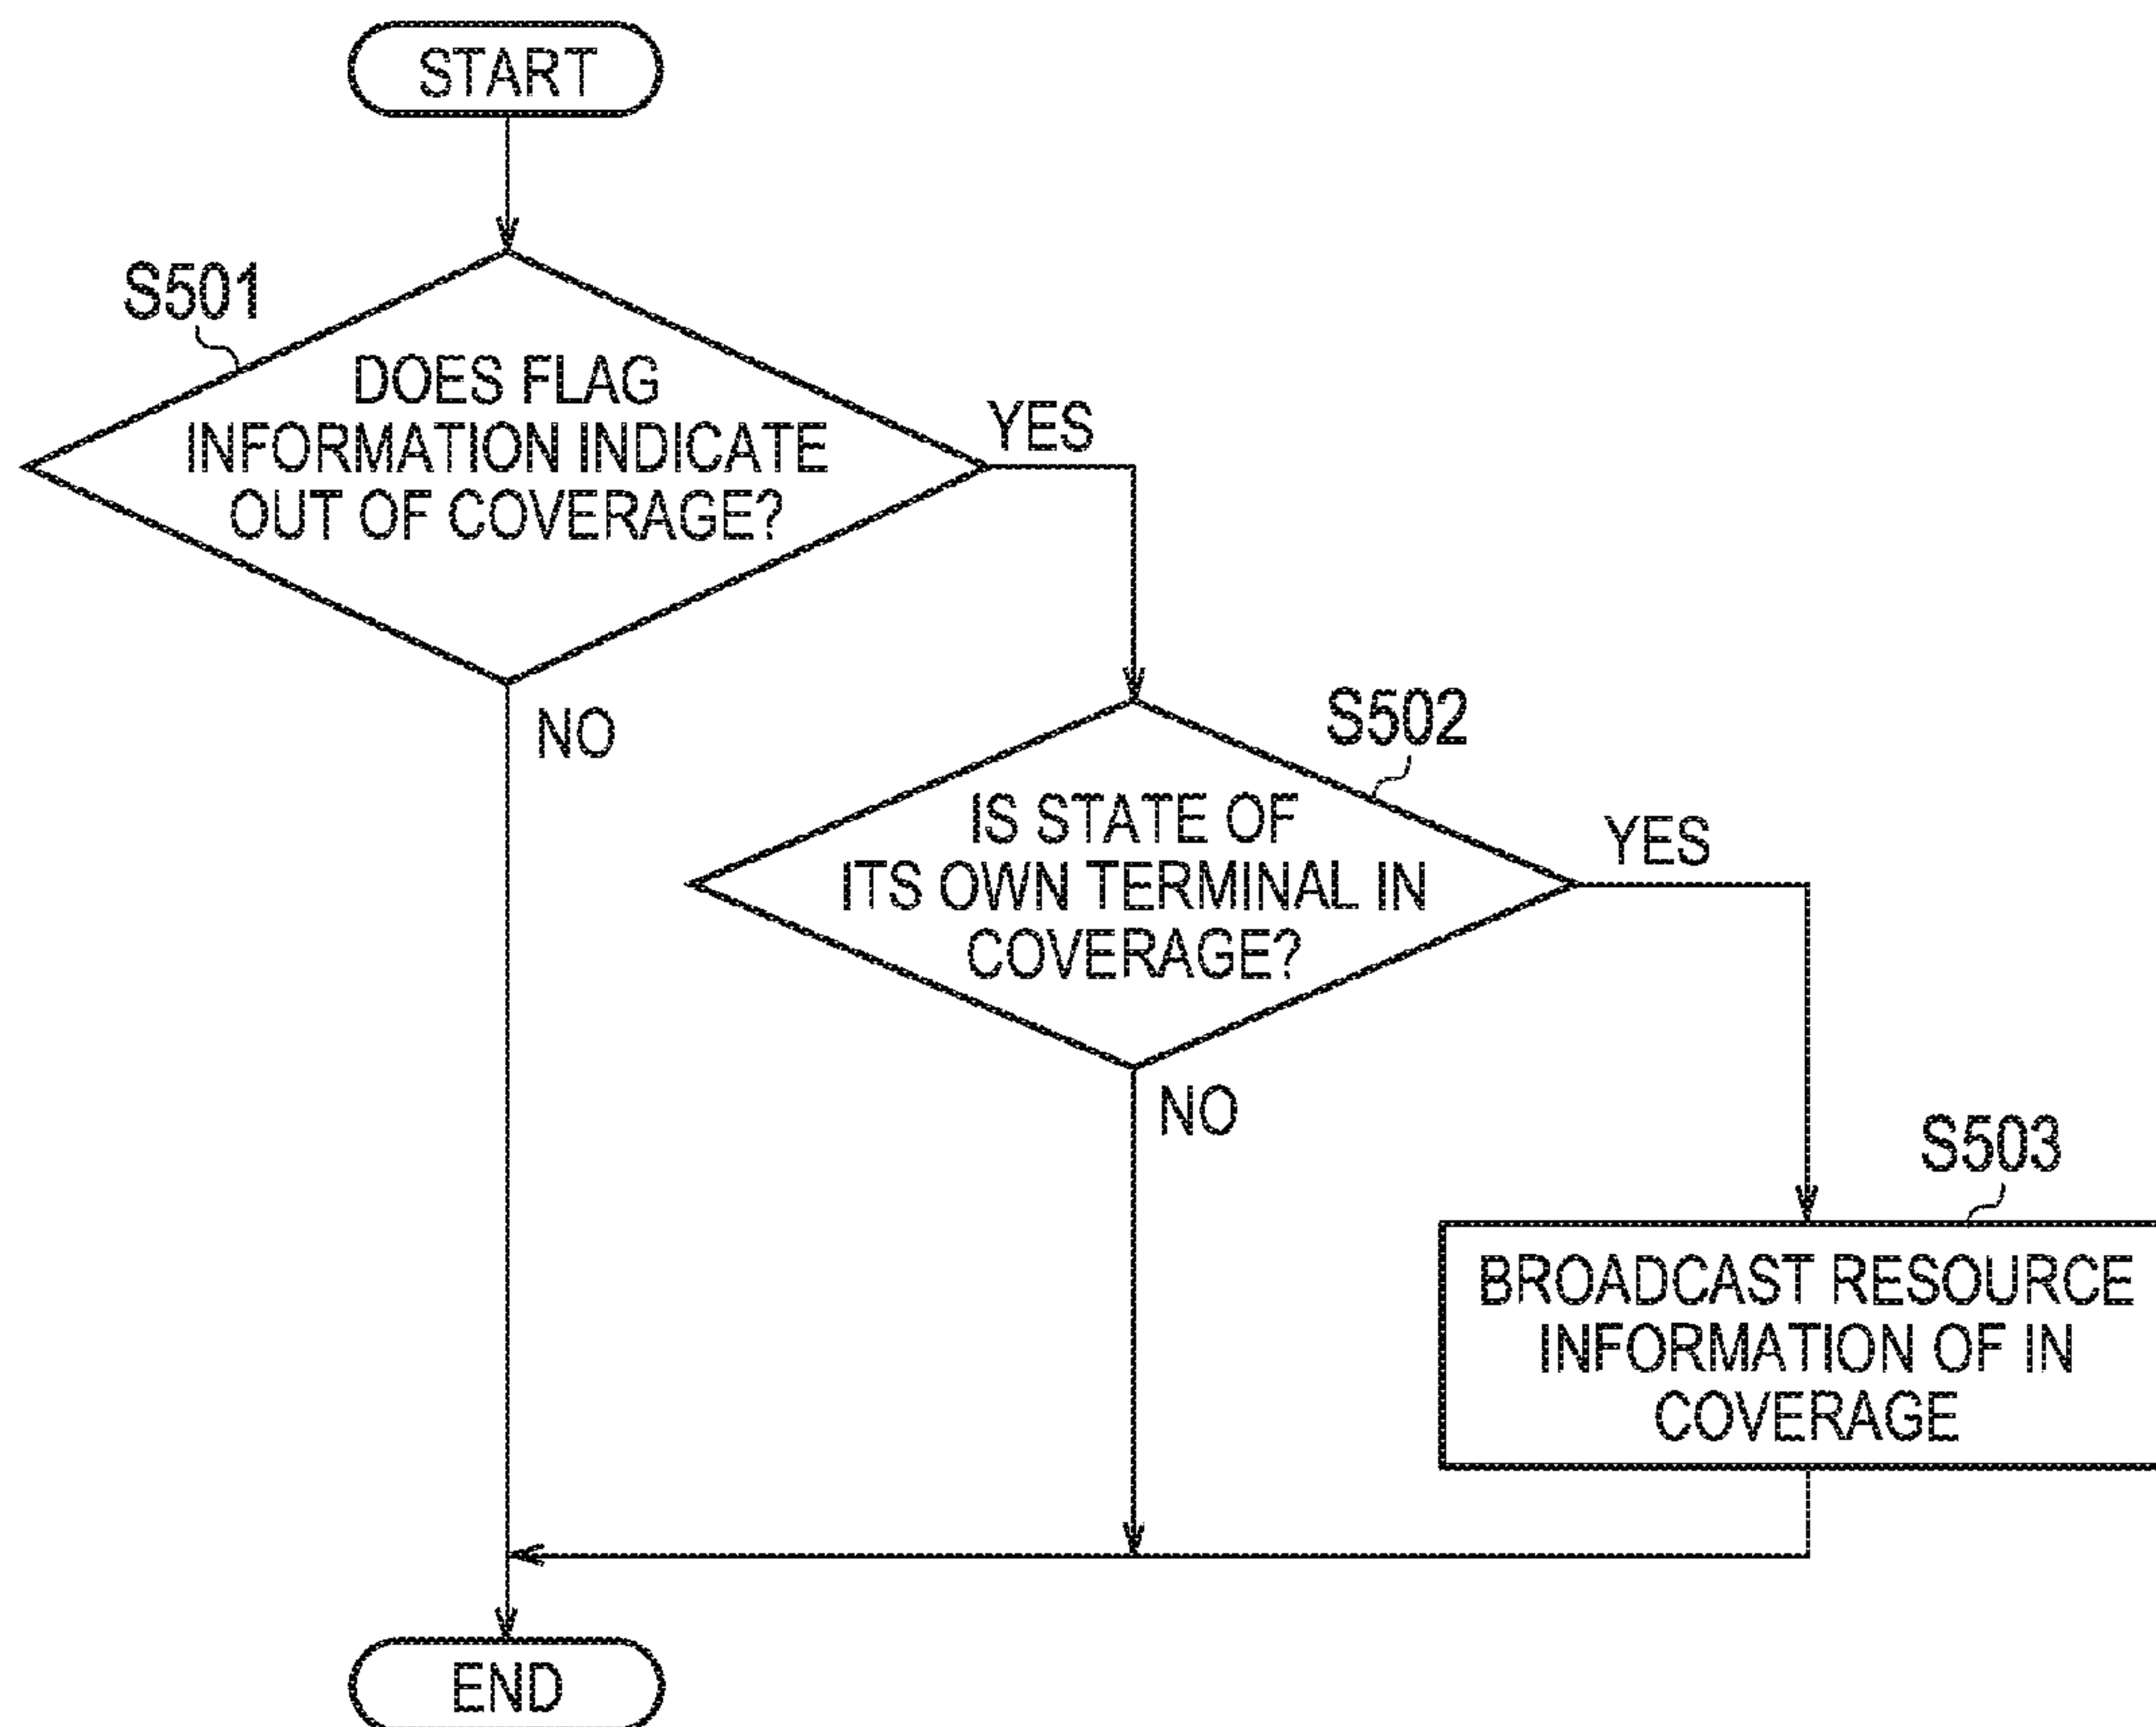 START
S501
DOES FLAG
INFORMATION INDICATE
OUT OF COVERAGE?
YES
NO
S502
IS STATE OF
ITS OWN TERMINAL IN
COVERAGE?
YES
NO
S503
BROADCAST RESOURCE
INFORMATION OF IN
COVERAGE
END